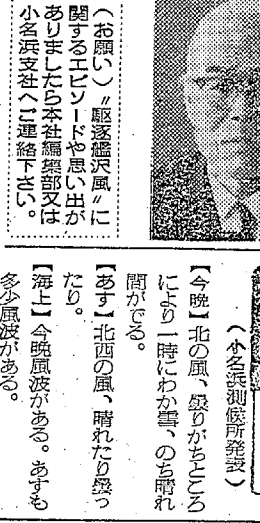 （お願い）〝駆逐艦沢風〟に
関するエピソードや思い出が
ありましたら本社編集部又は
小名浜支社へご連絡下さい。
（小名浜測候所発表）
【今晩】北の風、曇りがちところ
により一時にわか雪、のち晴れ
間がでる。
【あす】北西の風、晴れたり曇っ
たり。
【海上】今晩風波がある。あすも
多少風波がある。